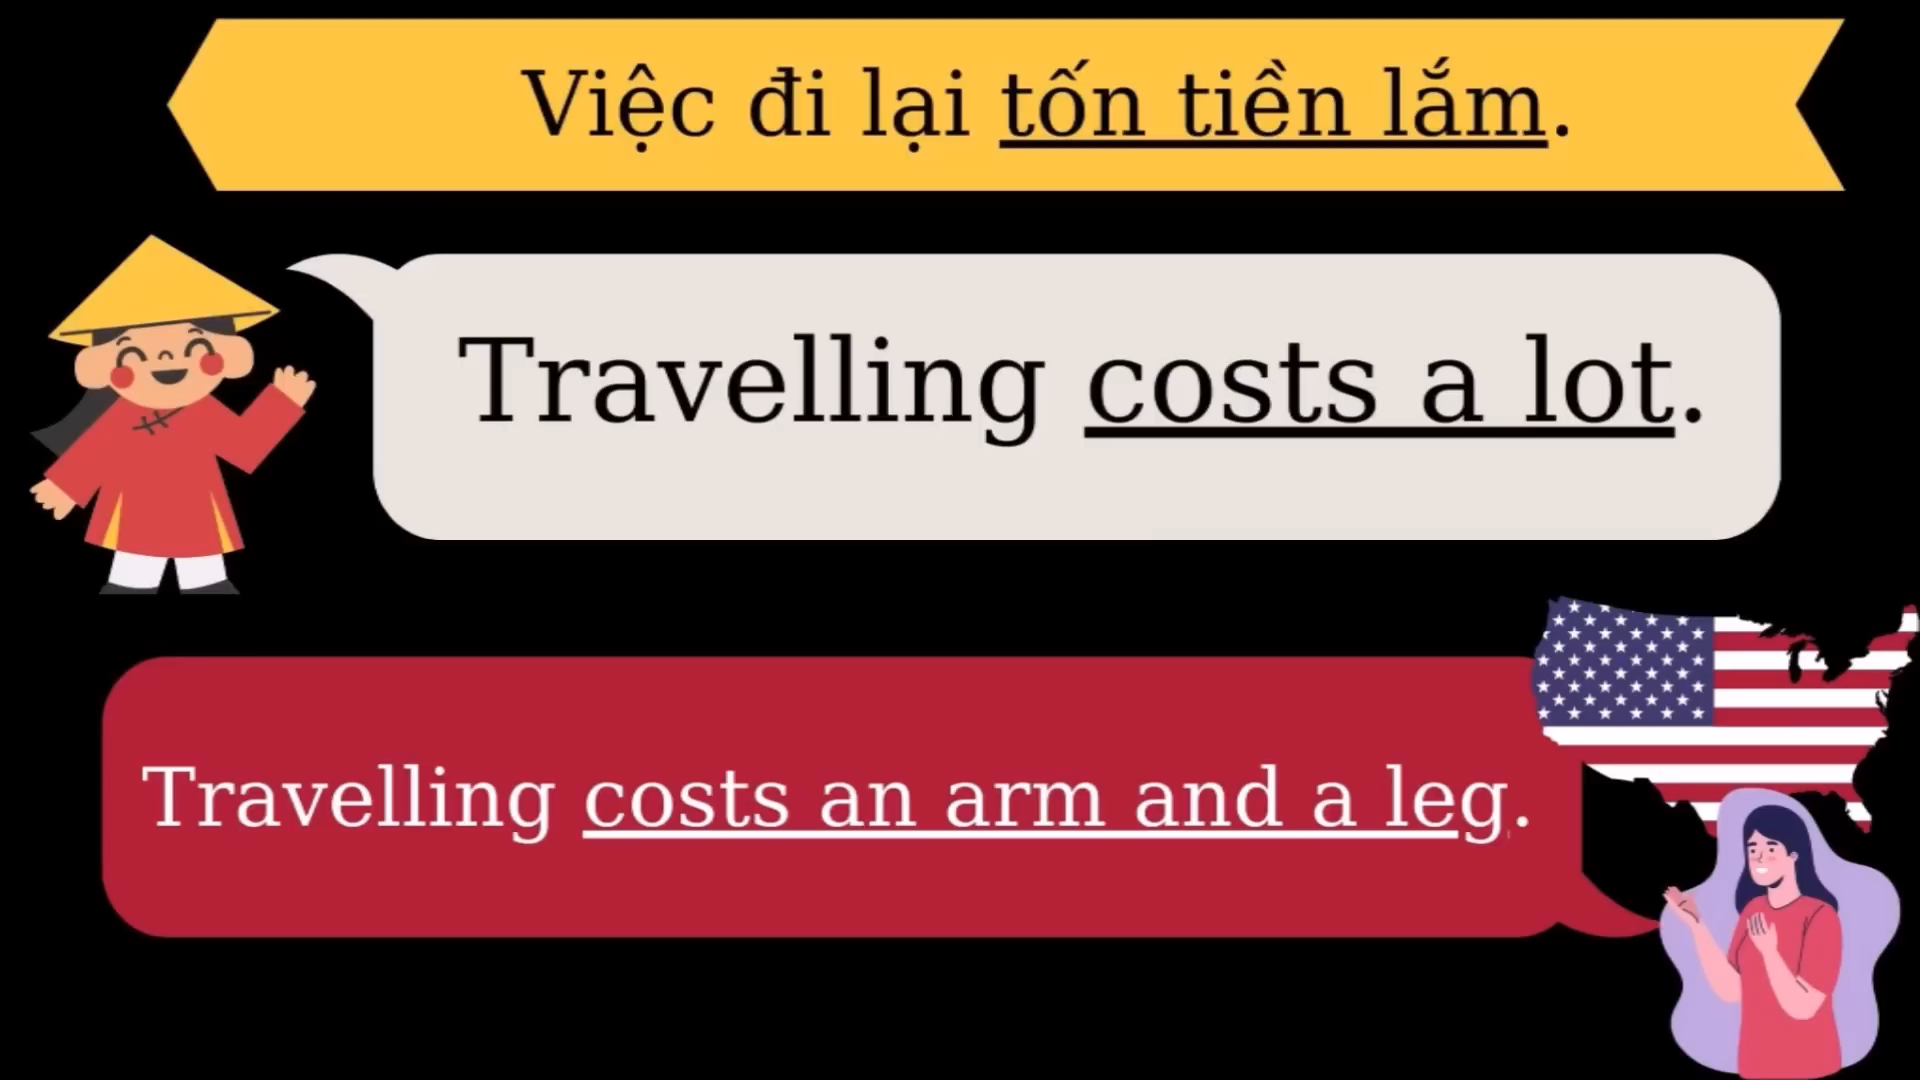 Việc đi lại tốn tiền lắm.
Travelling costs a lot.
Travelling costs an arm and a leg.